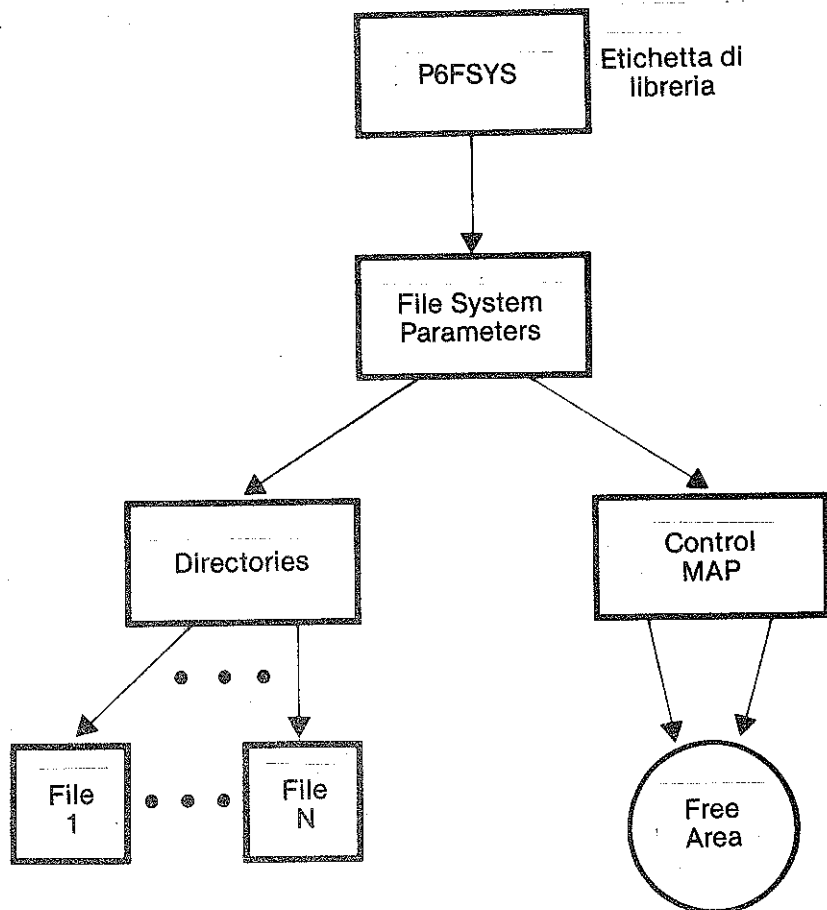 P6FSYS
Etichetta di
libreria
File System
Parameters
Directories
Control
MAP
File
1
File
N
Free
Area